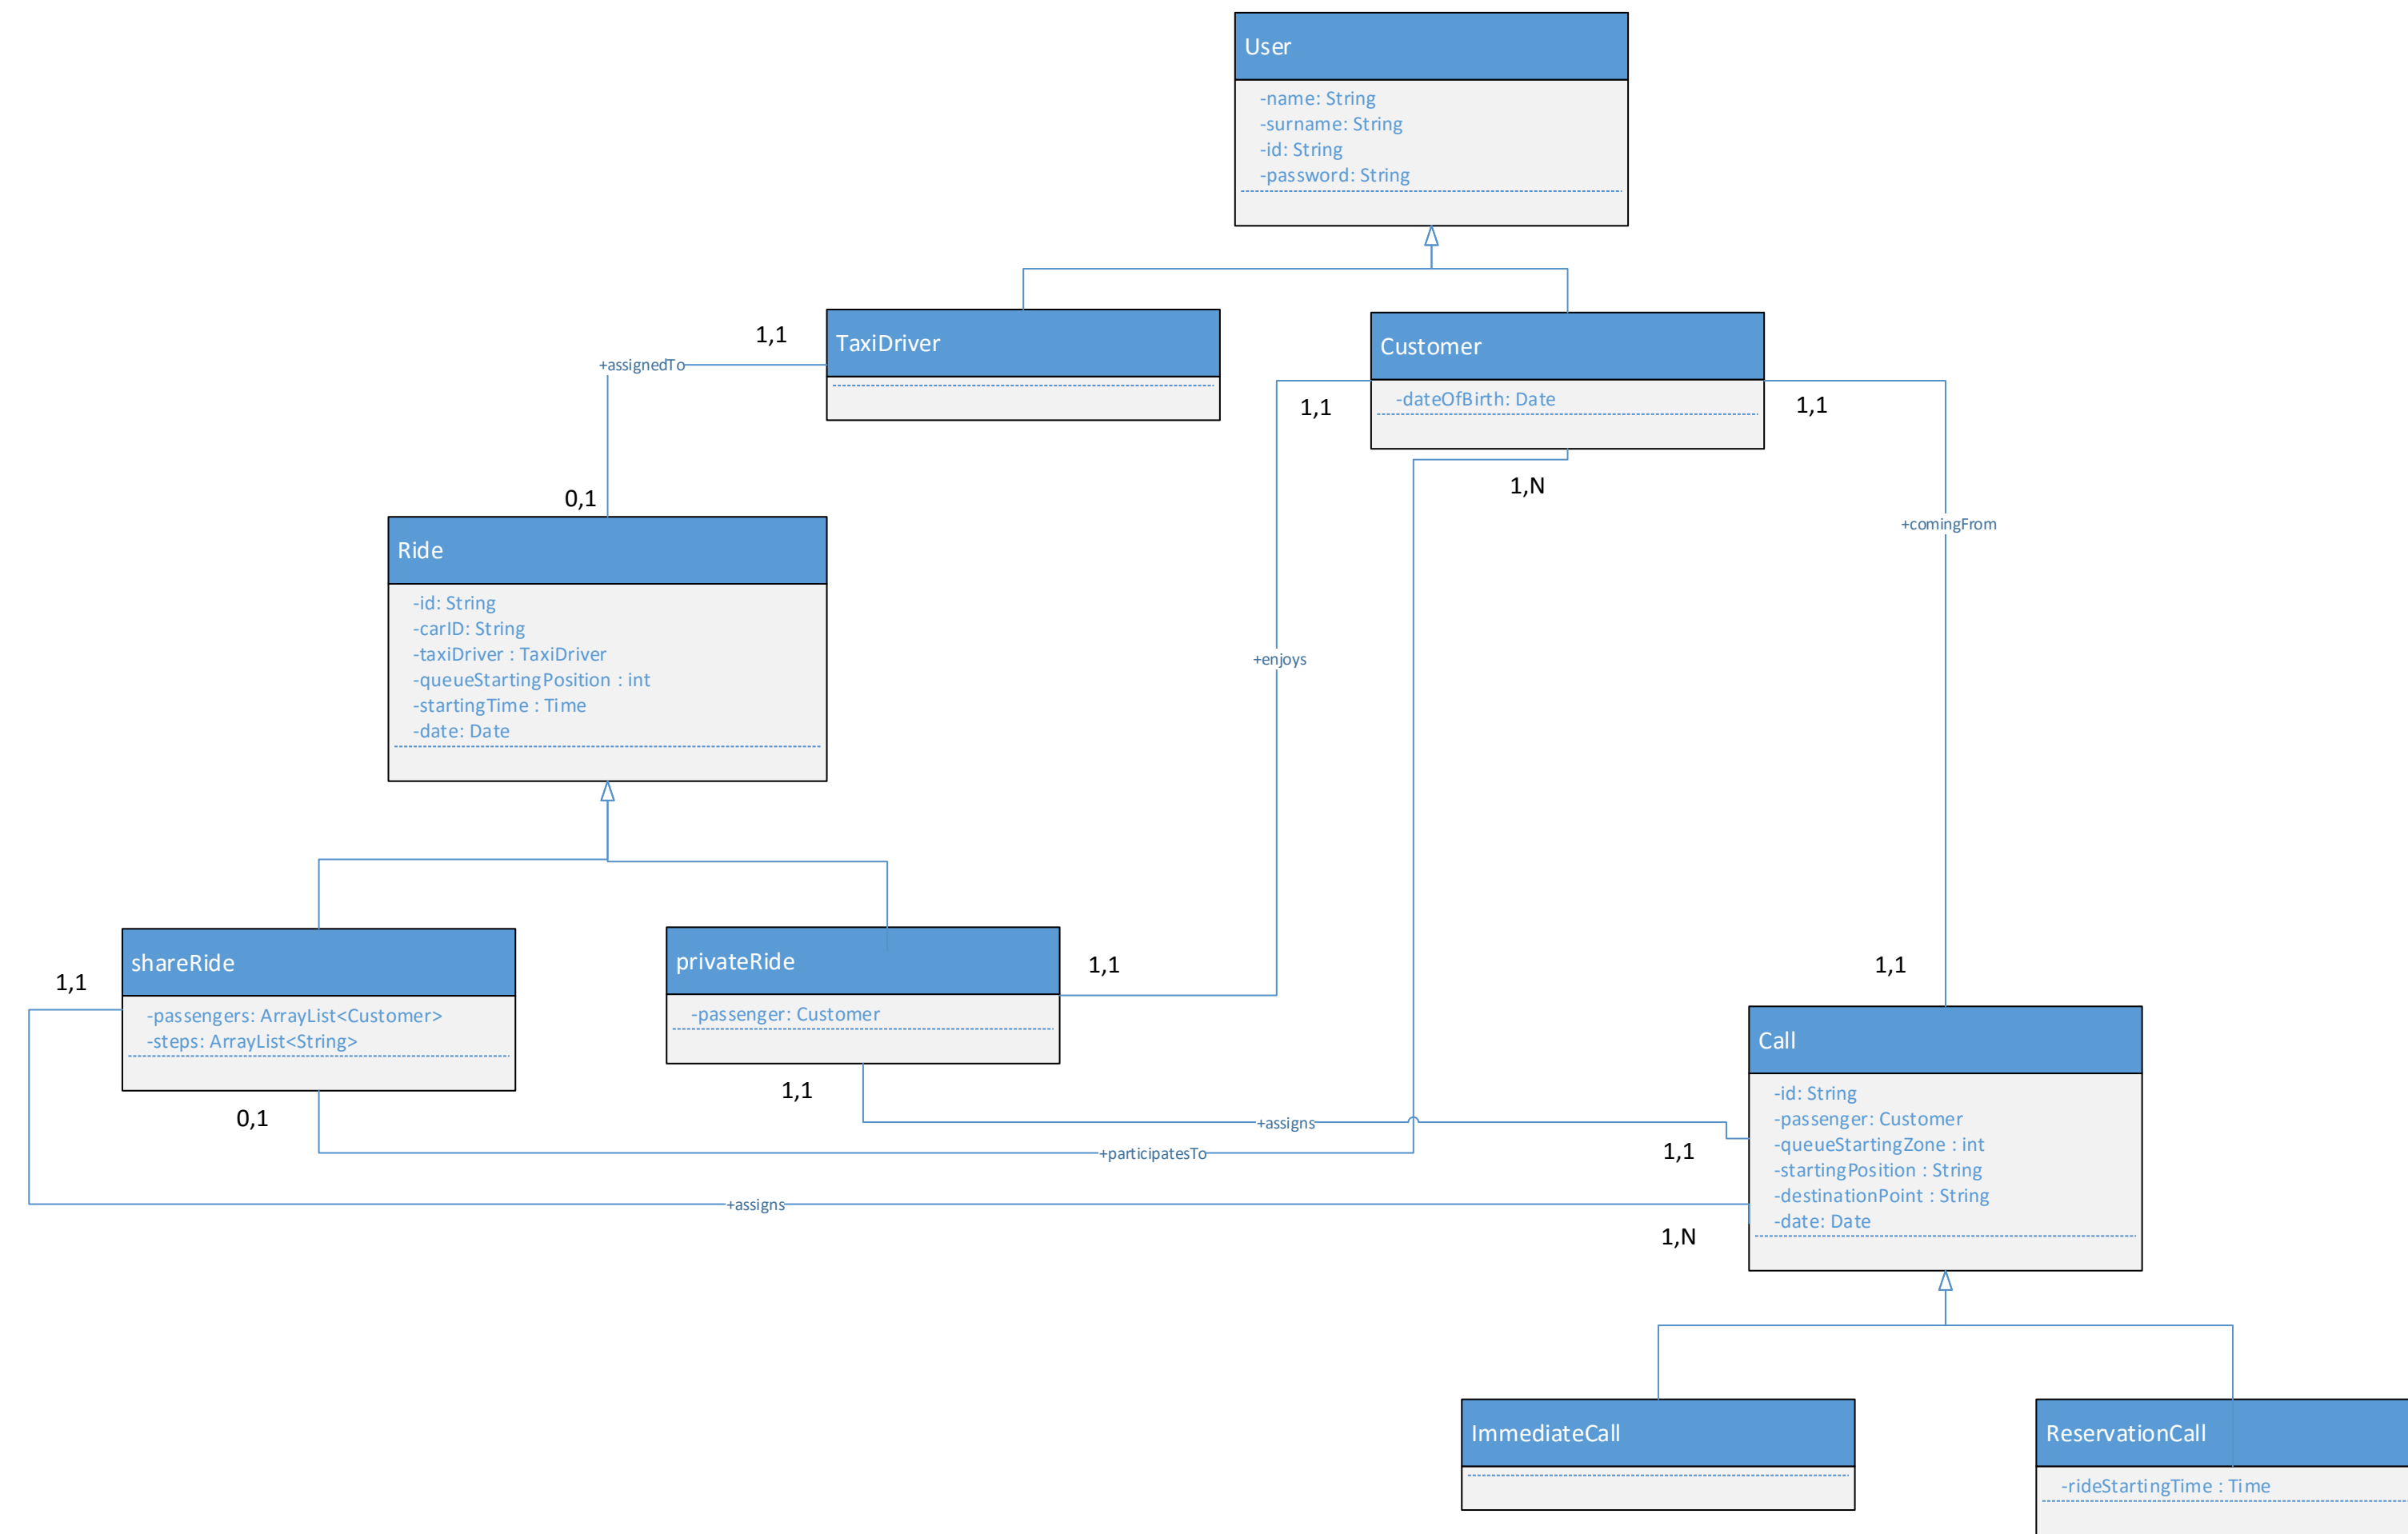 User
-name: String
-surname: String
-id: String
-password: String
TaxiDriver
1,1
+assignedTo
0,1
Customer
-dateOfBirth: Date
1,1
1,1
1,N
+comingFrom
+enjoys
Ride
-id: String
-carID: String
-taxiDriver : TaxiDriver
-queueStartingPosition : int
-startingTime : Time
-date: Date
shareRide
-passengers: ArrayList<Customer>
-steps: ArrayList<String>
1,1
0,1
privateRide
-passenger: Customer
1,1
1,1
1,1
Call
-id: String
-passenger: Customer
-queueStartingZone : int
-startingPosition : String
-destinationPoint : String
-date: Date
+assigns
1,1
+participatesTo
+assigns
1,N
ImmediateCall
ReservationCall
-rideStartingTime : Time